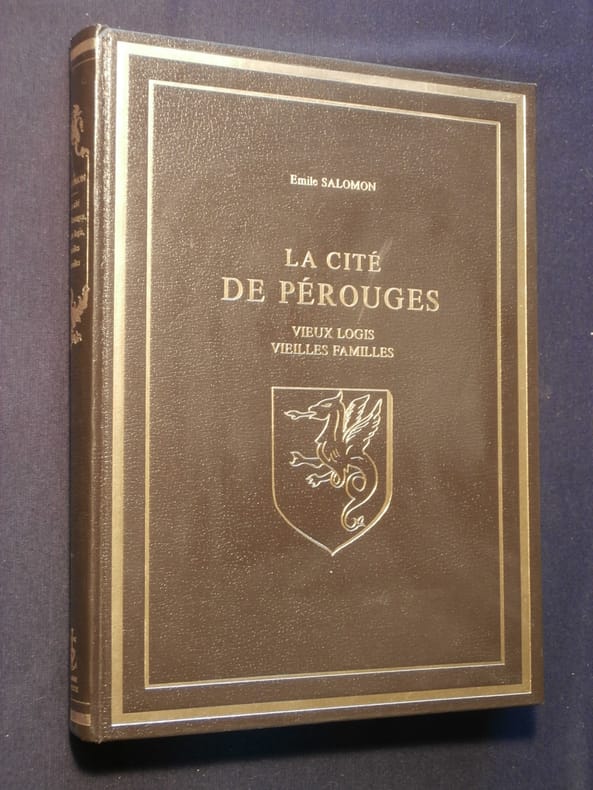 Emile SALOMON
LA CITÉ
DE PÉROUGES
VIEUX LOGIS
VIEILLES FAMILLES